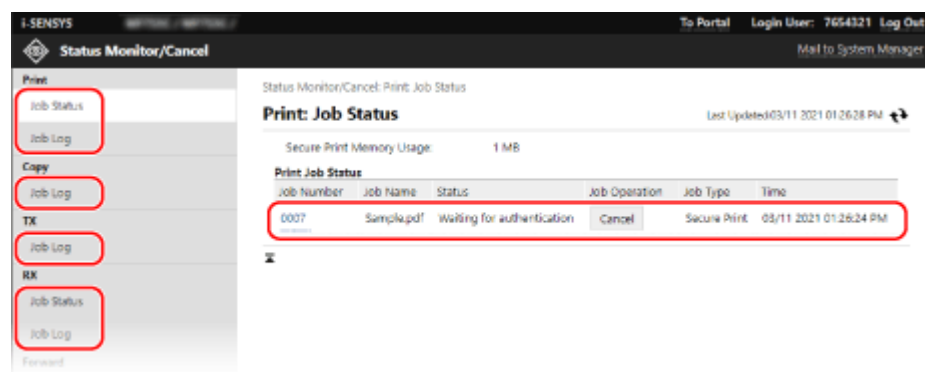 i-SENSYS
To Portal Login User: 7654321 Log Out
Status Monitor/Cancel
Mail to System Manager
Print
Job Status
Job Log
Copy
Job Log
TX
Job Log
RX
Job Status
Job Log
Forward
Status Monitor/Cancel: Print: Job Status
Print: Job Status
Last Updated:03/11 2021 01:26:28 PM
Secure Print Memory Usage: 1 MB
Print Job Status
Job Number Job Name Status Job Operation Job Type Time
0007 Sample.pdf Waiting for authentication Cancel Secure Print 03/11 2021 01:26:24 PM